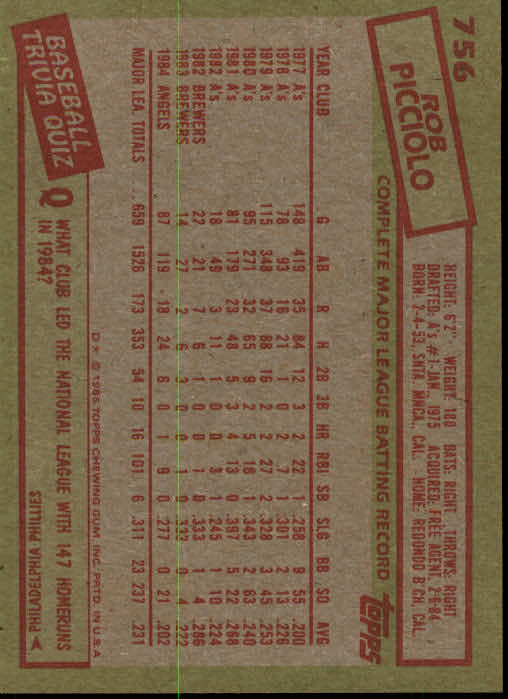 756
ROB
PICCIOLO
HEIGHT: 6'2" WEIGHT: 180 BATS: RIGHT THROWS: RIGHT
DRAFTED: A's #1-JAN., 1975 ACQUIRED: FREE AGENT, 2-6-84
BORN: 2-4-53, SNTA. MNCA., CAL. HOME: REDONDO BCH, CAL.
COMPLETE MAJOR LEAGUE BATTING RECORD
topps
YEAR CLUB G AB R H 2B 3B HR RBI SB SLG BB SO AVG
1977 A's 148 419 35 84 12 3 2 22 1 .258 9 55 .200
1978 A's 78 93 16 21 1 0 2 7 1 .301 2 13 .226
1979 A's 115 348 37 88 16 2 2 27 2 .328 3 45 .253
1980 A's 95 271 32 65 9 2 5 18 1 .343 2 63 .240
1981 A's 81 179 23 48 5 3 4 13 0 .397 5 22 .268
1982 A's 18 49 3 11 1 0 0 3 1 .245 1 10 .224
1982 BREWERS 22 21 7 6 1 0 0 1 0 .333 1 4 .286
1983 BREWERS 14 27 2 6 3 0 0 1 0 .333 0 4 .222
1984 ANGELS 87 119 18 24 6 0 1 9 0 .277 0 21 .202
MAJOR LEA. TOTALS 659 1526 173 353 54 10 16 101 6 .311 23 237 .231
D* © 1985 TOPPS CHEWING GUM, INC. PRTD. IN U.S.A.
BASEBALL
TRIVIA QUIZ
Q WHAT CLUB LED THE NATIONAL LEAGUE WITH 147 HOMERUNS
IN 1984?
PHILADELPHIA PHILLIES A